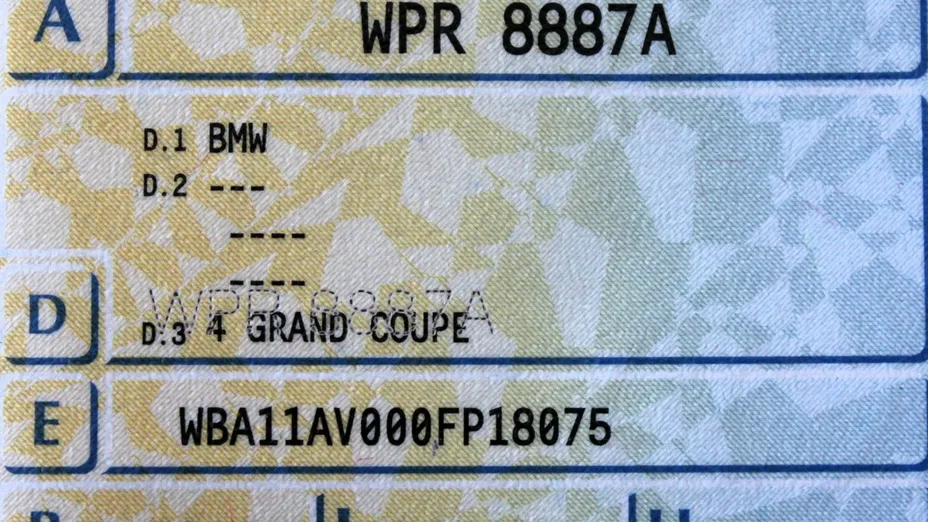 A WPR 8887A
D.1 BMW
D.2 ---
----
----
WPR 8887A
D D.3 4 GRAND COUPE
E WBA11AV000FP18075